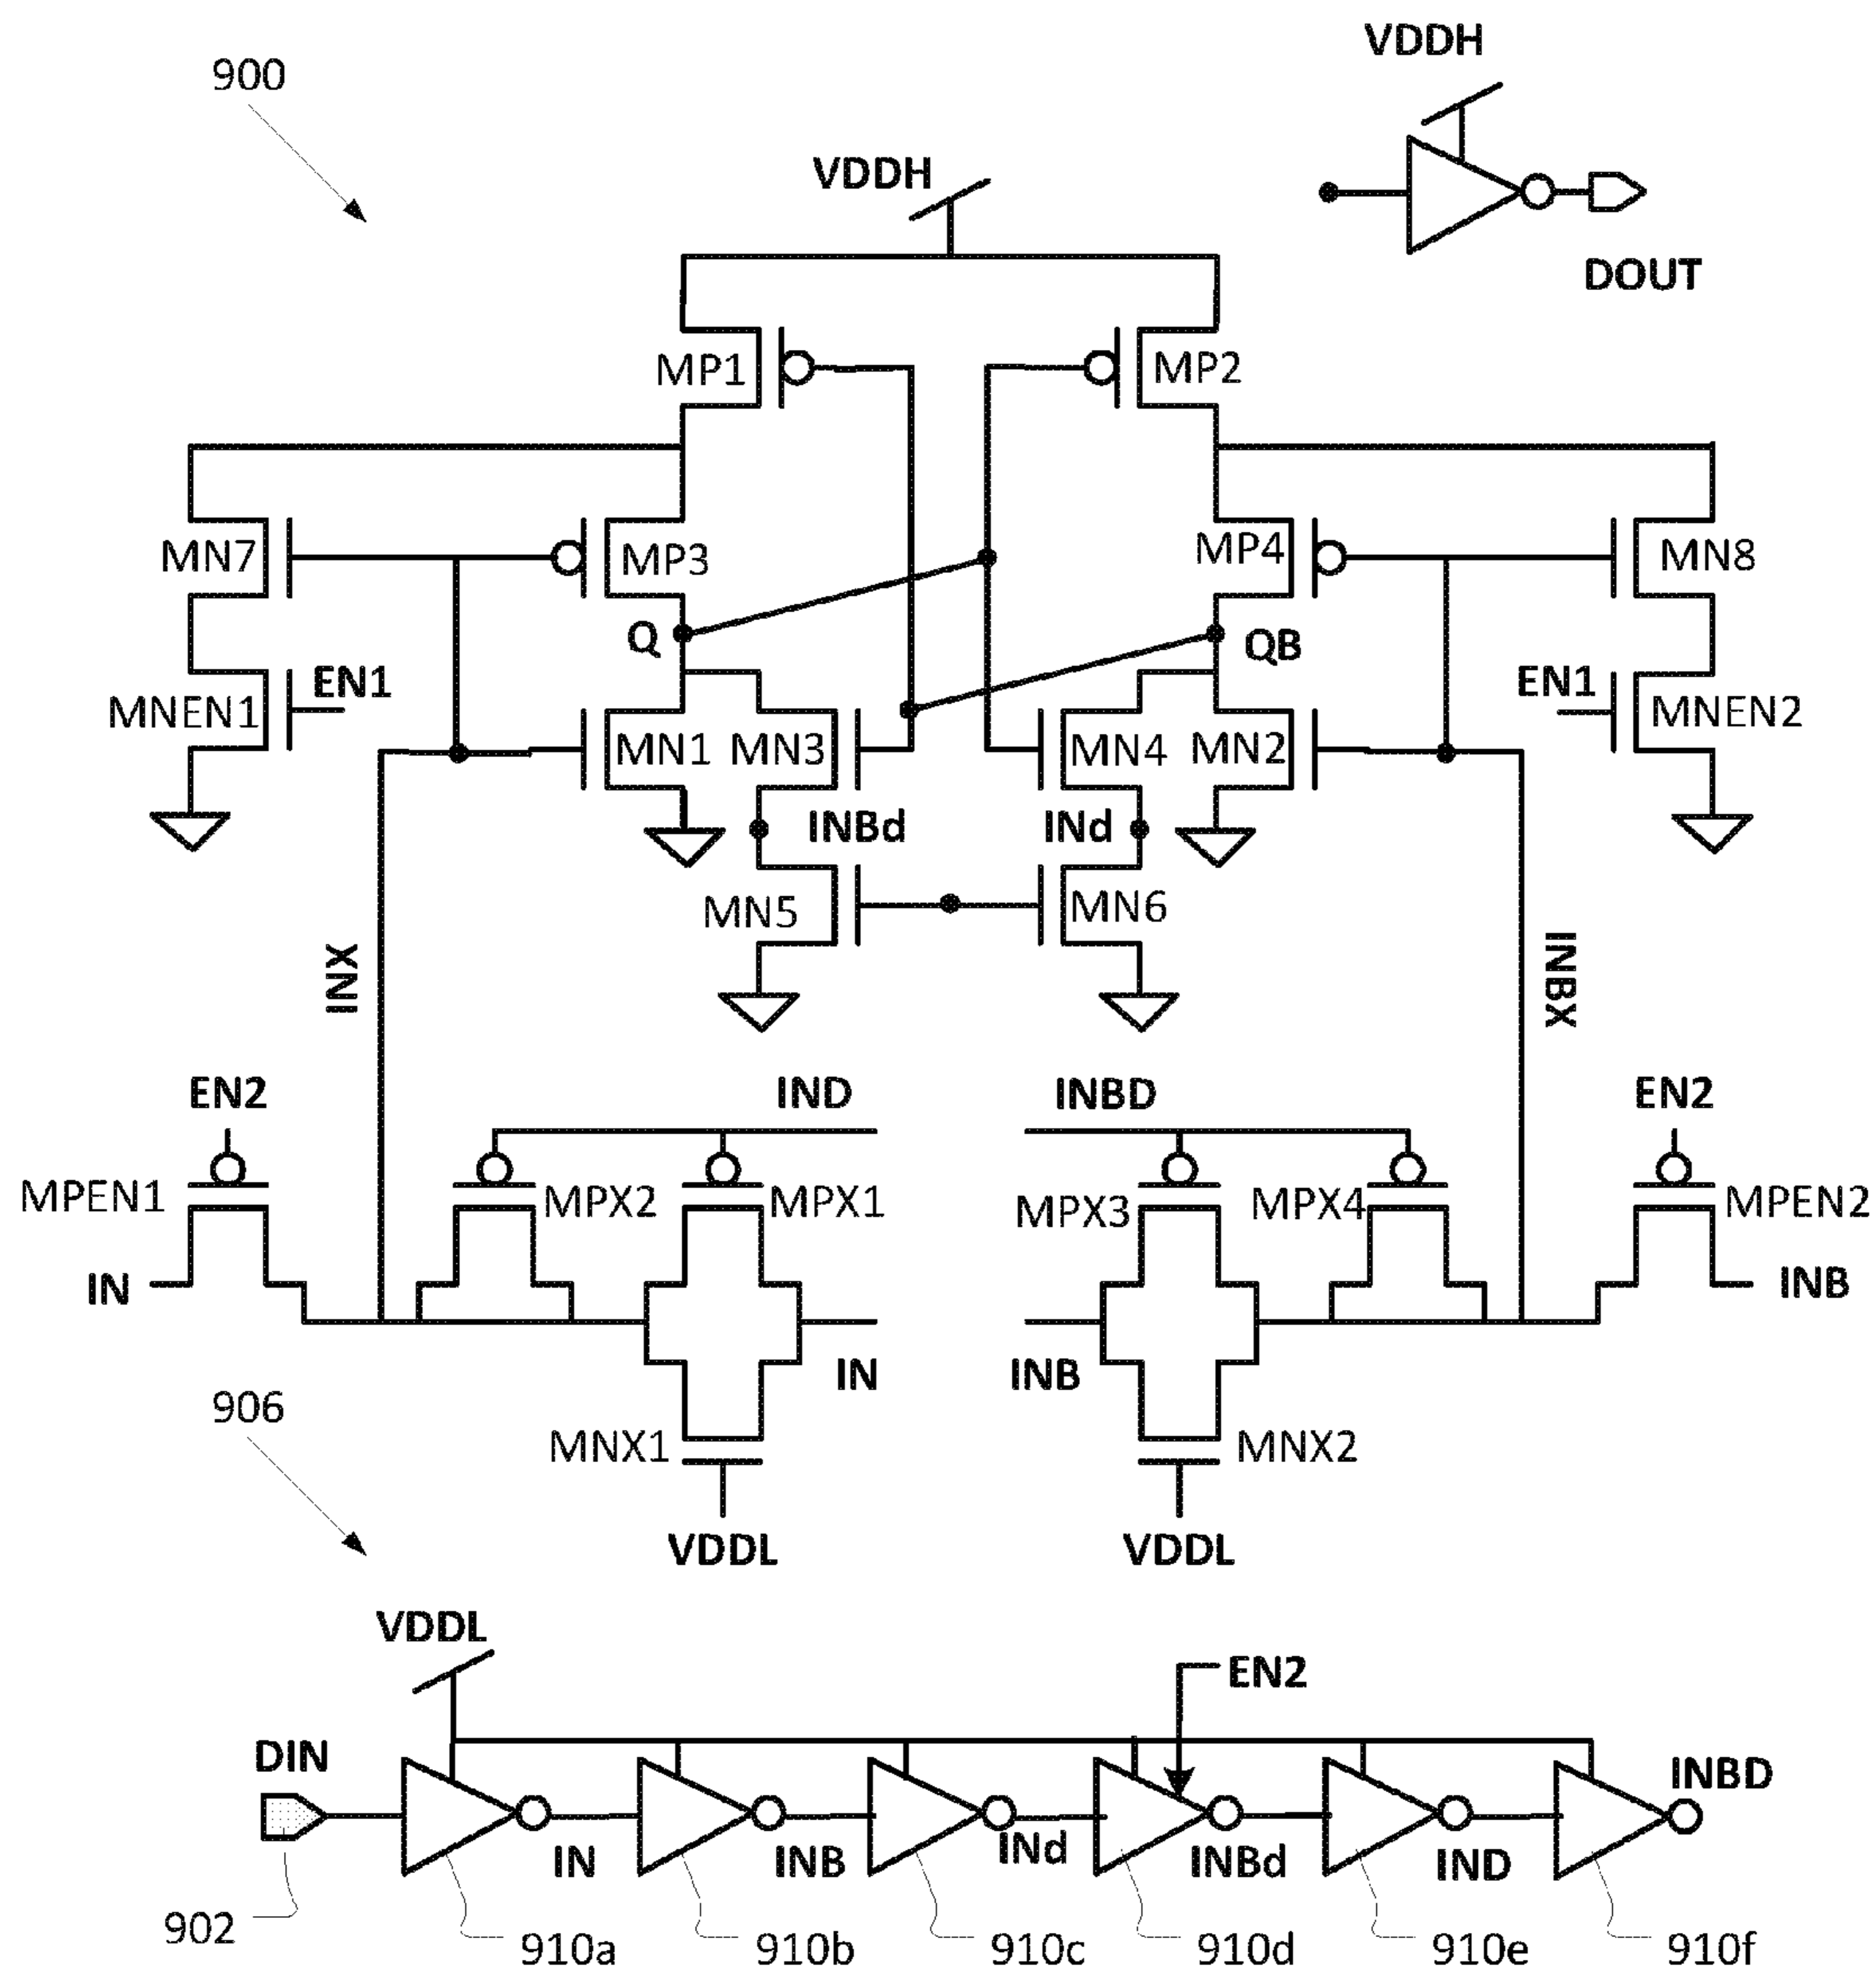 900
VDDH
VDDH
DOUT
MP1
MP2
MN7
MP3
MP4
MN8
Q
QB
MNEN1
EN1
EN1
MNEN2
MN1
MN3
MN4
MN2
INBd
INd
MN5
MN6
INX
INBX
EN2
IND
INBD
EN2
MPEN1
MPX2
MPX1
MPX3
MPX4
MPEN2
IN
INB
IN
INB
906
MNX1
MNX2
VDDL
VDDL
VDDL
EN2
DIN
INBD
IN
INB
INd
INBd
IND
902
910a
910b
910c
910d
910e
910f